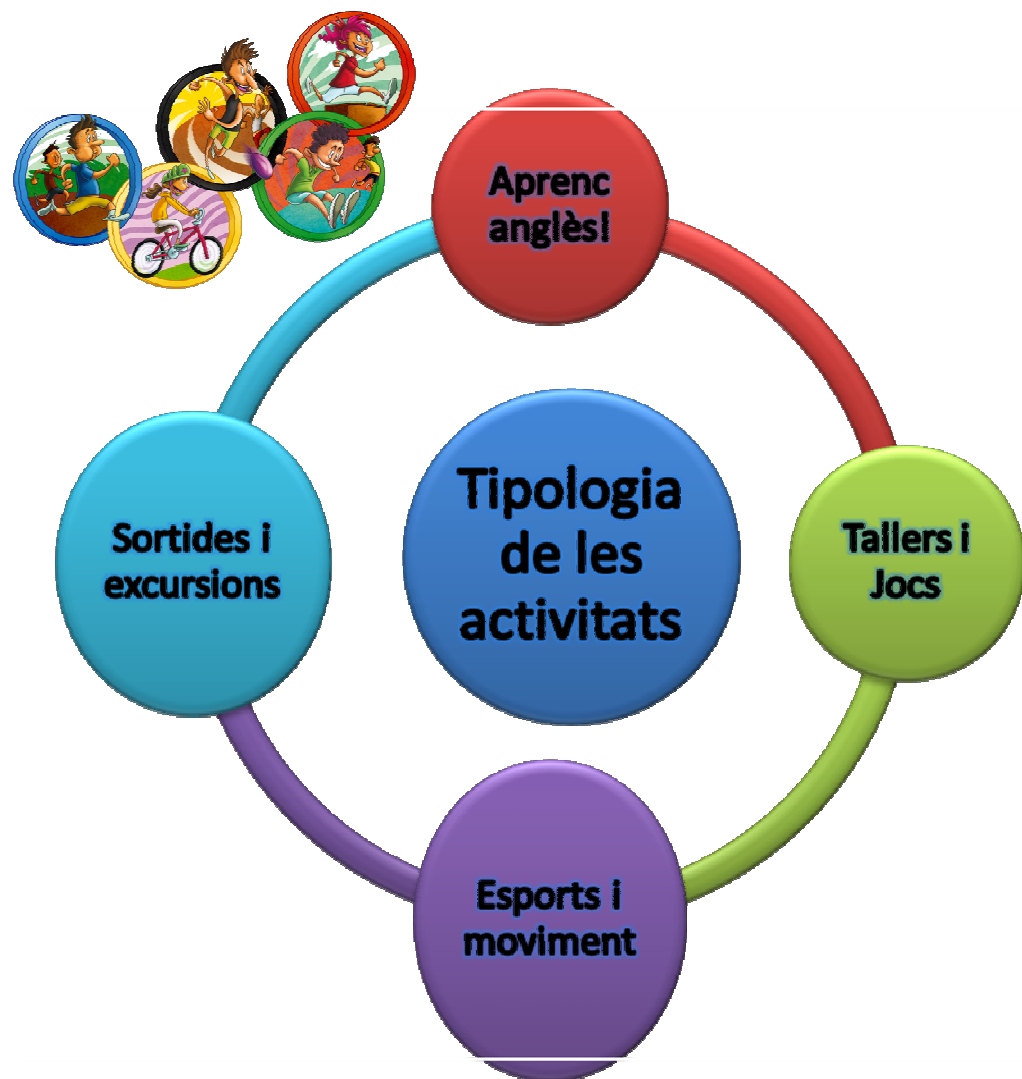 Aprenc
anglès!
Tipologia
de les
activitats
Sortides i
excursions
Tallers i
Jocs
Esports i
moviment